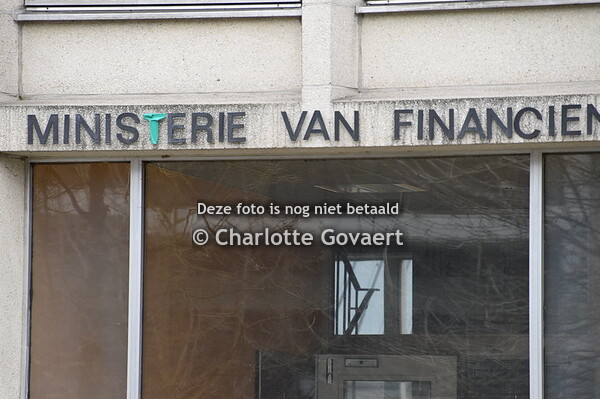 MINISTERIE VAN FINANCIEN
Deze foto is nog niet betaald
© Charlotte Govaert